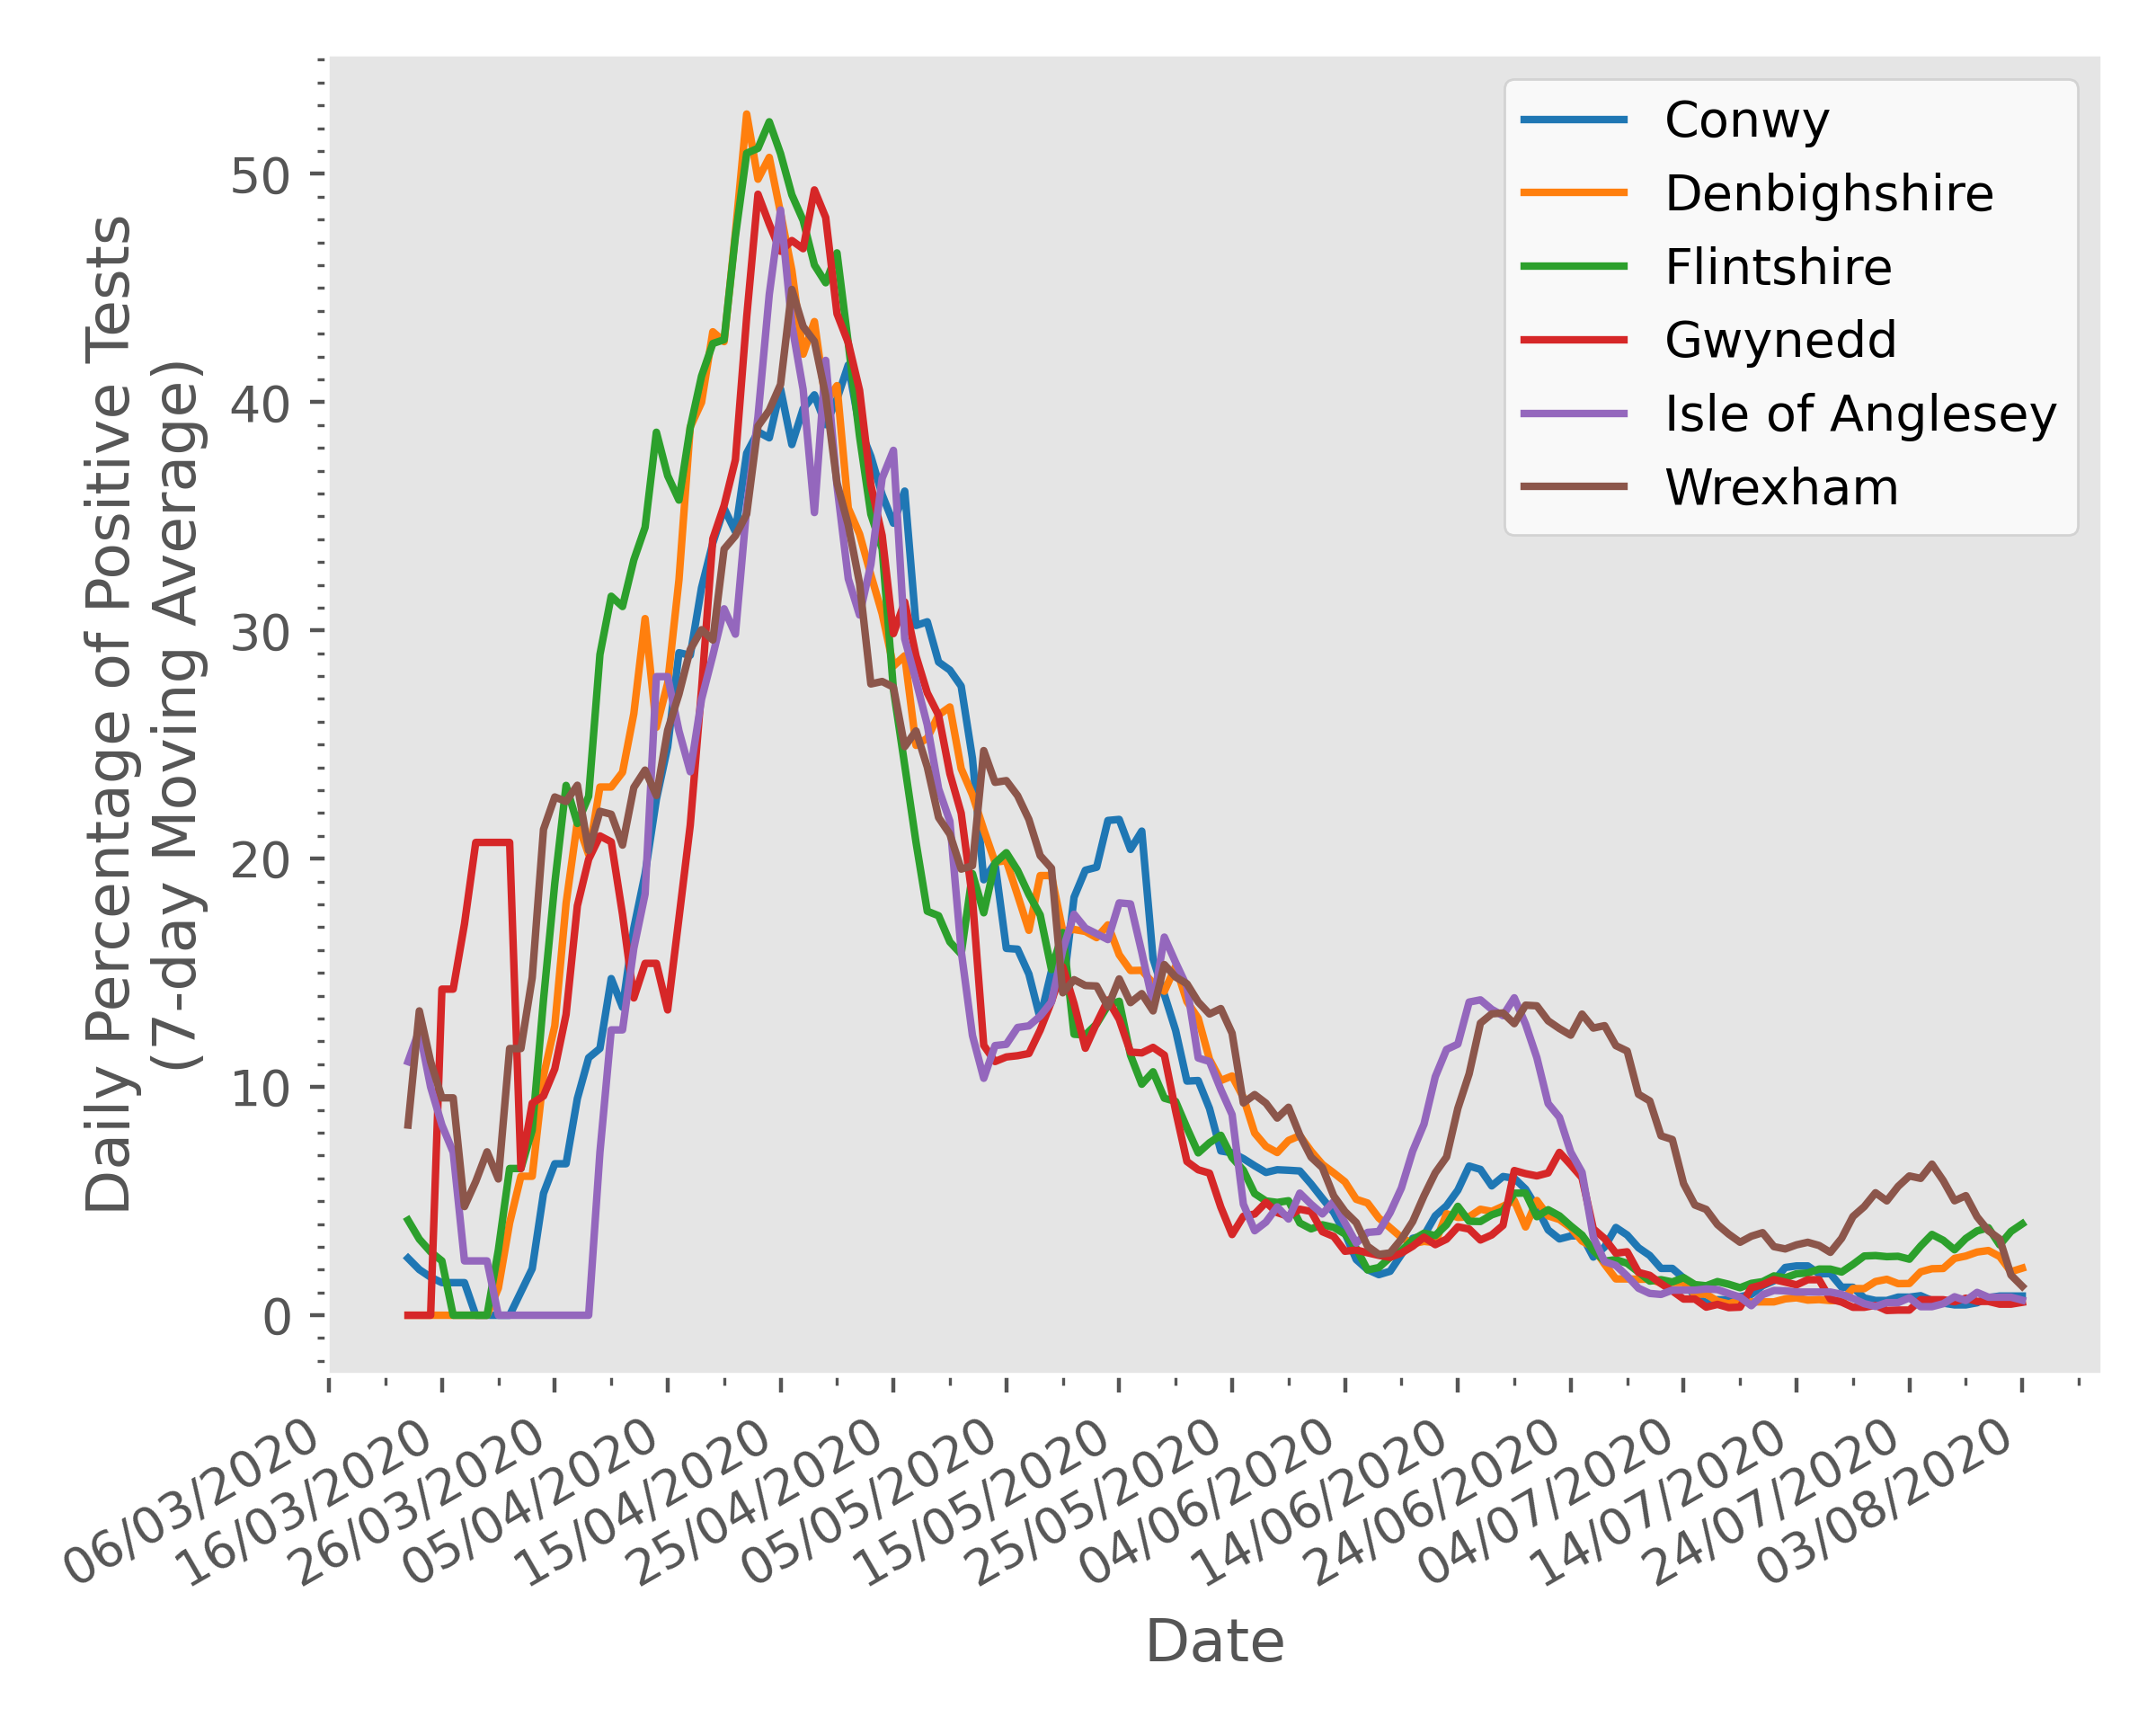 Daily Percentage of Positive Tests
(7-day Moving Average)
50
40
30
20
10
0
Conwy
Denbighshire
Flintshire
Gwynedd
Isle of Anglesey
Wrexham
06/03/2020
16/03/2020
26/03/2020
05/04/2020
15/04/2020
25/04/2020
05/05/2020
15/05/2020
25/05/2020
04/06/2020
14/06/2020
24/06/2020
04/07/2020
14/07/2020
24/07/2020
03/08/2020
Date